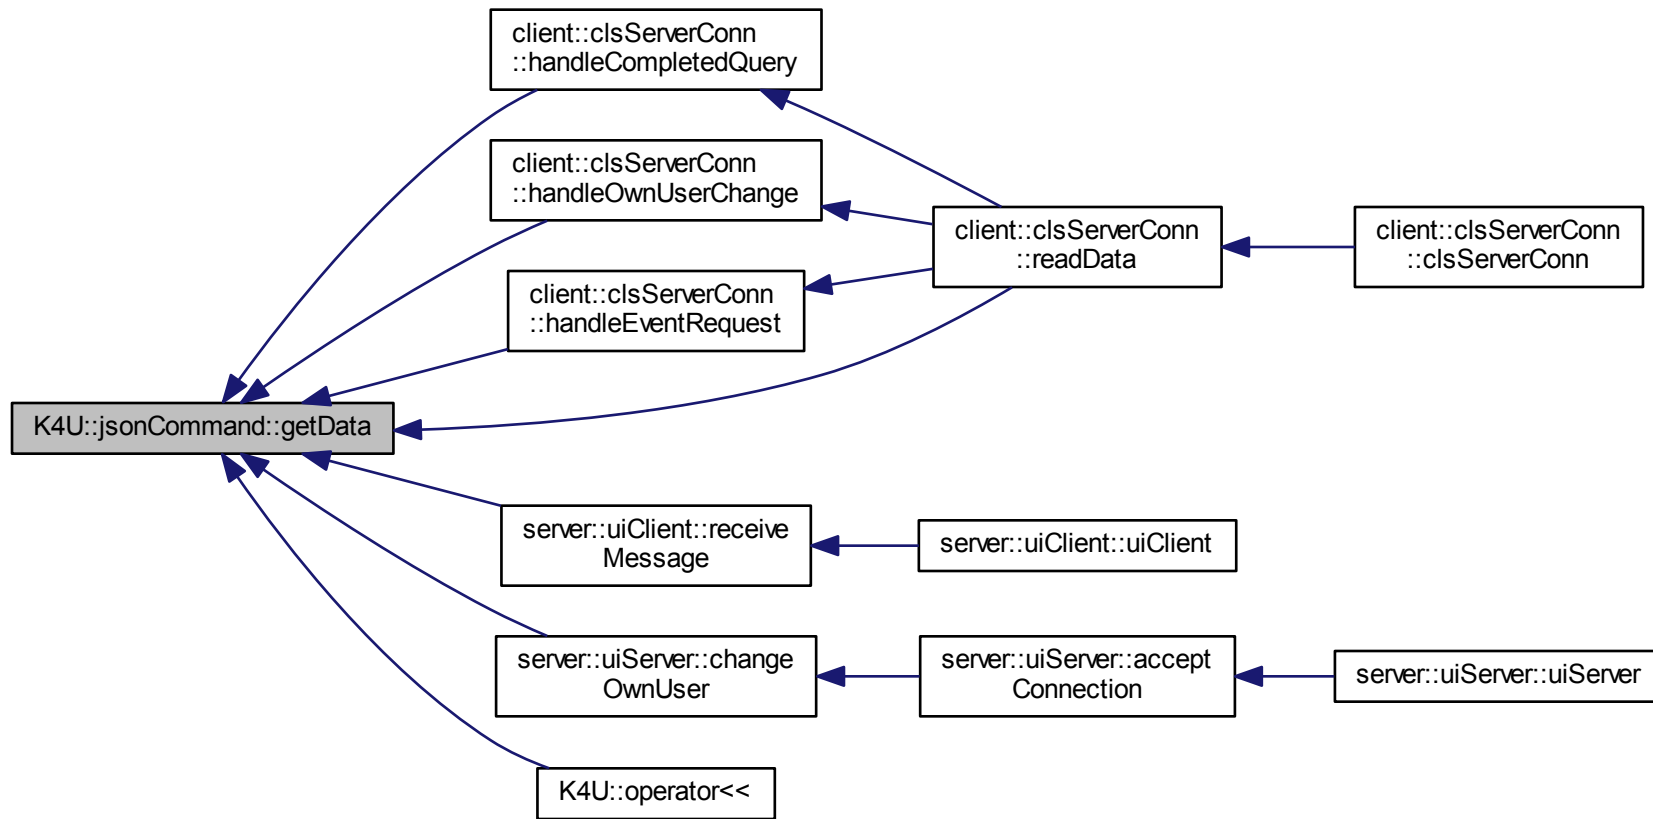 client::clsServerConn
::handleCompletedQuery
client::clsServerConn
::handleOwnUserChange
client::clsServerConn
::readData
client::clsServerConn
::clsServerConn
client::clsServerConn
::handleEventRequest
K4U::jsonCommand::getData
server::uiClient::receive
Message
server::uiClient::uiClient
server::uiServer::change
OwnUser
server::uiServer::accept
Connection
server::uiServer::uiServer
K4U::operator<<